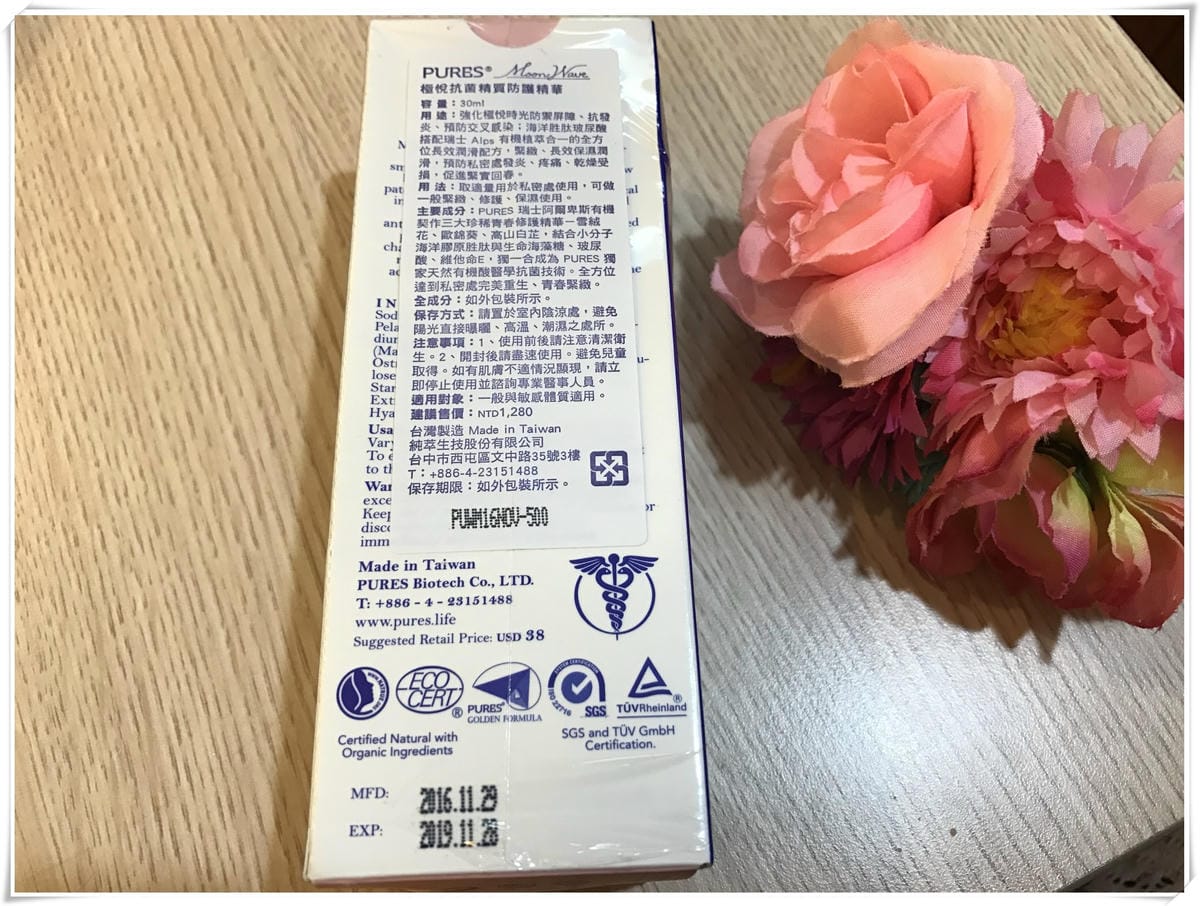 PURES® Moon Wave
極悅抗菌精質防護精華
容量：30ml
用途：強化極悅時光防禦屏障、抗發
炎、預防交叉感染；海洋胜肽玻尿酸
搭配瑞士 Alps 有機植萃合一的全方
位長效潤滑配方，緊緻、長效保濕潤
滑，預防私密處發炎、疼痛、乾燥受
損，促進緊實回春。
用法：取適量用於私密處使用，可做
一般緊緻、修護、保濕使用。
主要成分：PURES 瑞士阿爾卑斯有機
契作三大珍稀青春修護精華－雪絨
花、歐錦葵、高山白芷，結合小分子
海洋膠原胜肽與生命海藻糖、玻尿
酸、維他命E，獨一合成為 PURES 獨
家天然有機酸醫學抗菌技術。全方位
達到私密處完美重生、青春緊緻。
全成分：如外包裝所示。
保存方式：請置於室內陰涼處，避免
陽光直接曝曬、高溫、潮濕之處所。
注意事項：1、使用前後請注意清潔衛
生。2、開封後請盡速使用。避免兒童
取得。如有肌膚不適情況顯現，請立
即停止使用並諮詢專業醫事人員。
適用對象：一般與敏感體質適用。
建議售價：NTD1,280
台灣製造 Made in Taiwan
純萃生技股份有限公司
台中市西屯區文中路35號3樓
T：+886-4-23151488
保存期限：如外包裝所示。
PUWM16NOV-500
Made in Taiwan
PURES Biotech Co., LTD.
T: +886 - 4 - 23151488
www.pures.life
Suggested Retail Price: USD 38
ECO CERT ®
PURES® GOLDEN FORMULA
ISO 22716 SGS
TÜVRheinland ®
Certified Natural with
Organic Ingredients
SGS and TÜV GmbH
Certification.
MFD: 2016.11.29
EXP: 2019.11.28